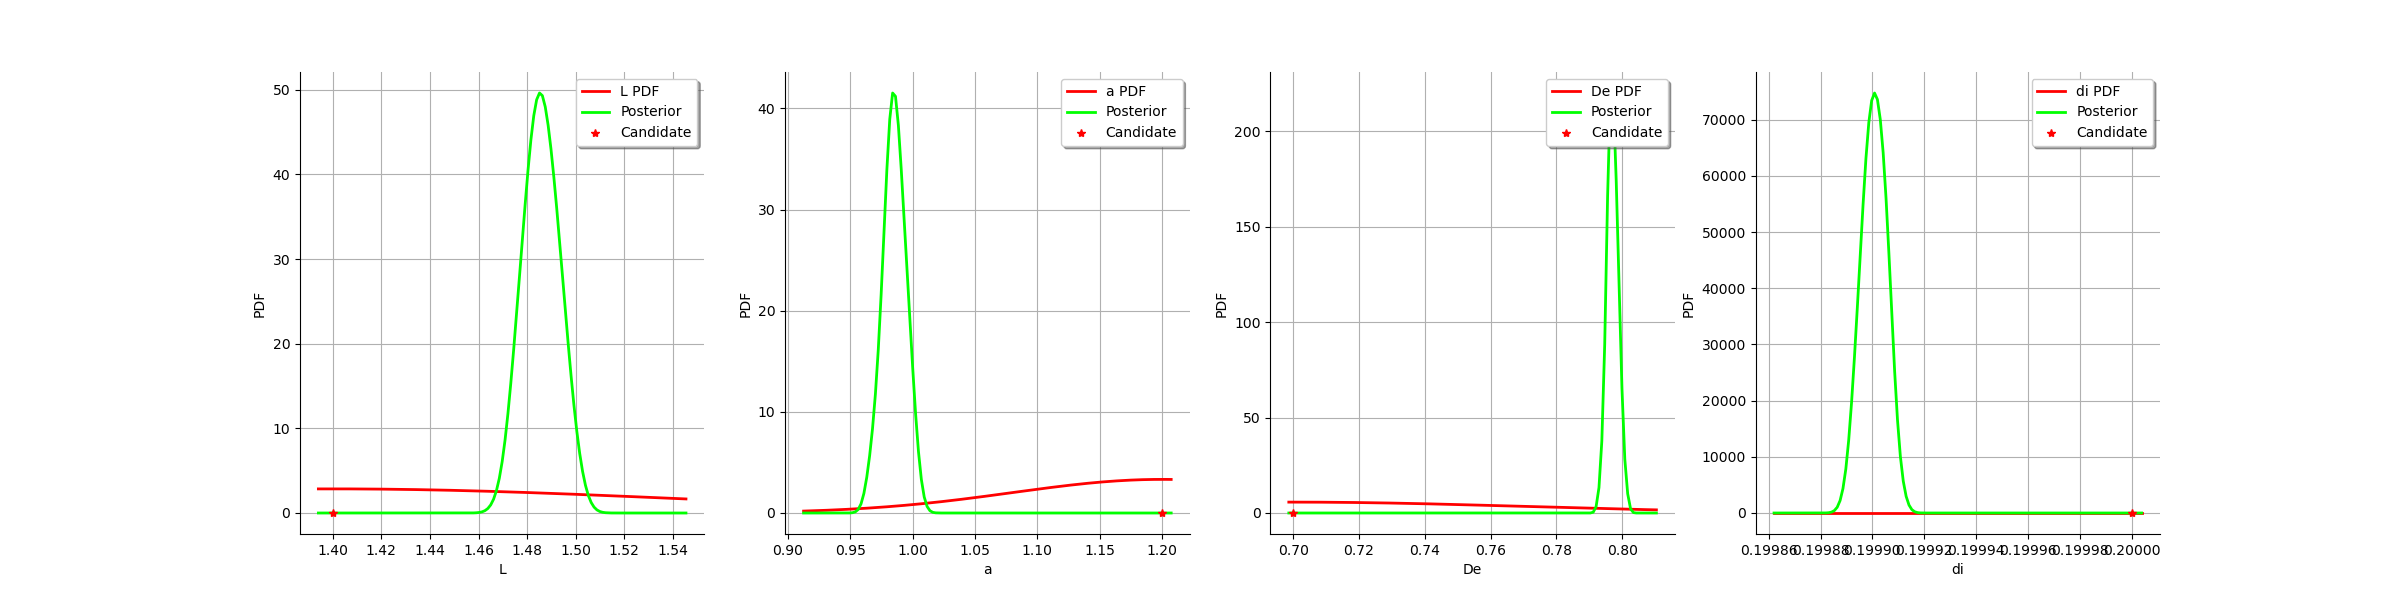 L PDF
Posterior
Candidate
50
40
30
20
10
0
PDF
1.40 1.42 1.44 1.46 1.48 1.50 1.52 1.54
L
a PDF
Posterior
Candidate
40
30
20
10
0
PDF
0.90 0.95 1.00 1.05 1.10 1.15 1.20
a
De PDF
Posterior
Candidate
200
150
100
50
0
PDF
0.70 0.72 0.74 0.76 0.78 0.80
De
di PDF
Posterior
Candidate
70000
60000
50000
40000
30000
20000
10000
0
PDF
0.19986 0.19988 0.19990 0.19992 0.19994 0.19996 0.19998 0.20000
di